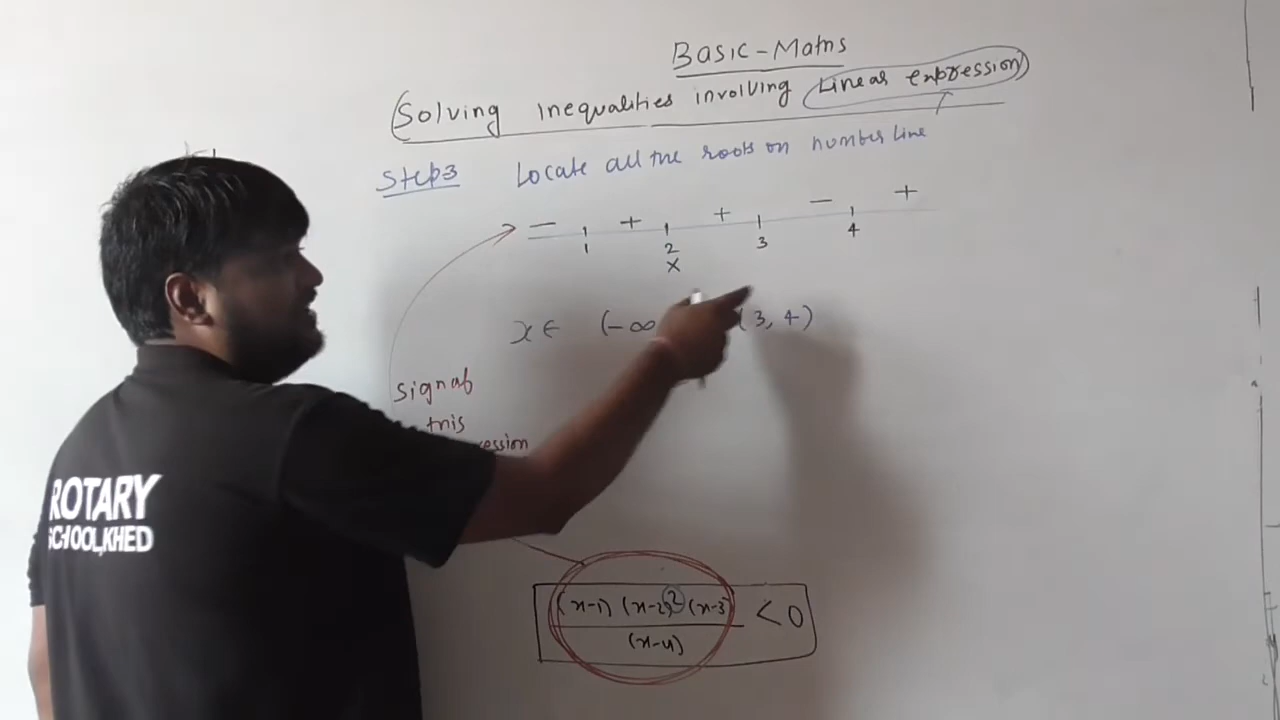 Basic-Maths
(Solving inequalities involving (Linear expression)
Step3 Locate all the roots on number line
− + + − +
1 2 3 4
X
x ∈ (-∞ (3, 4)
Sign of
this
ession
(x-1) (x-2)² (x-3)
(x-4)
< 0
ROTARY
SCHOOL,KHED